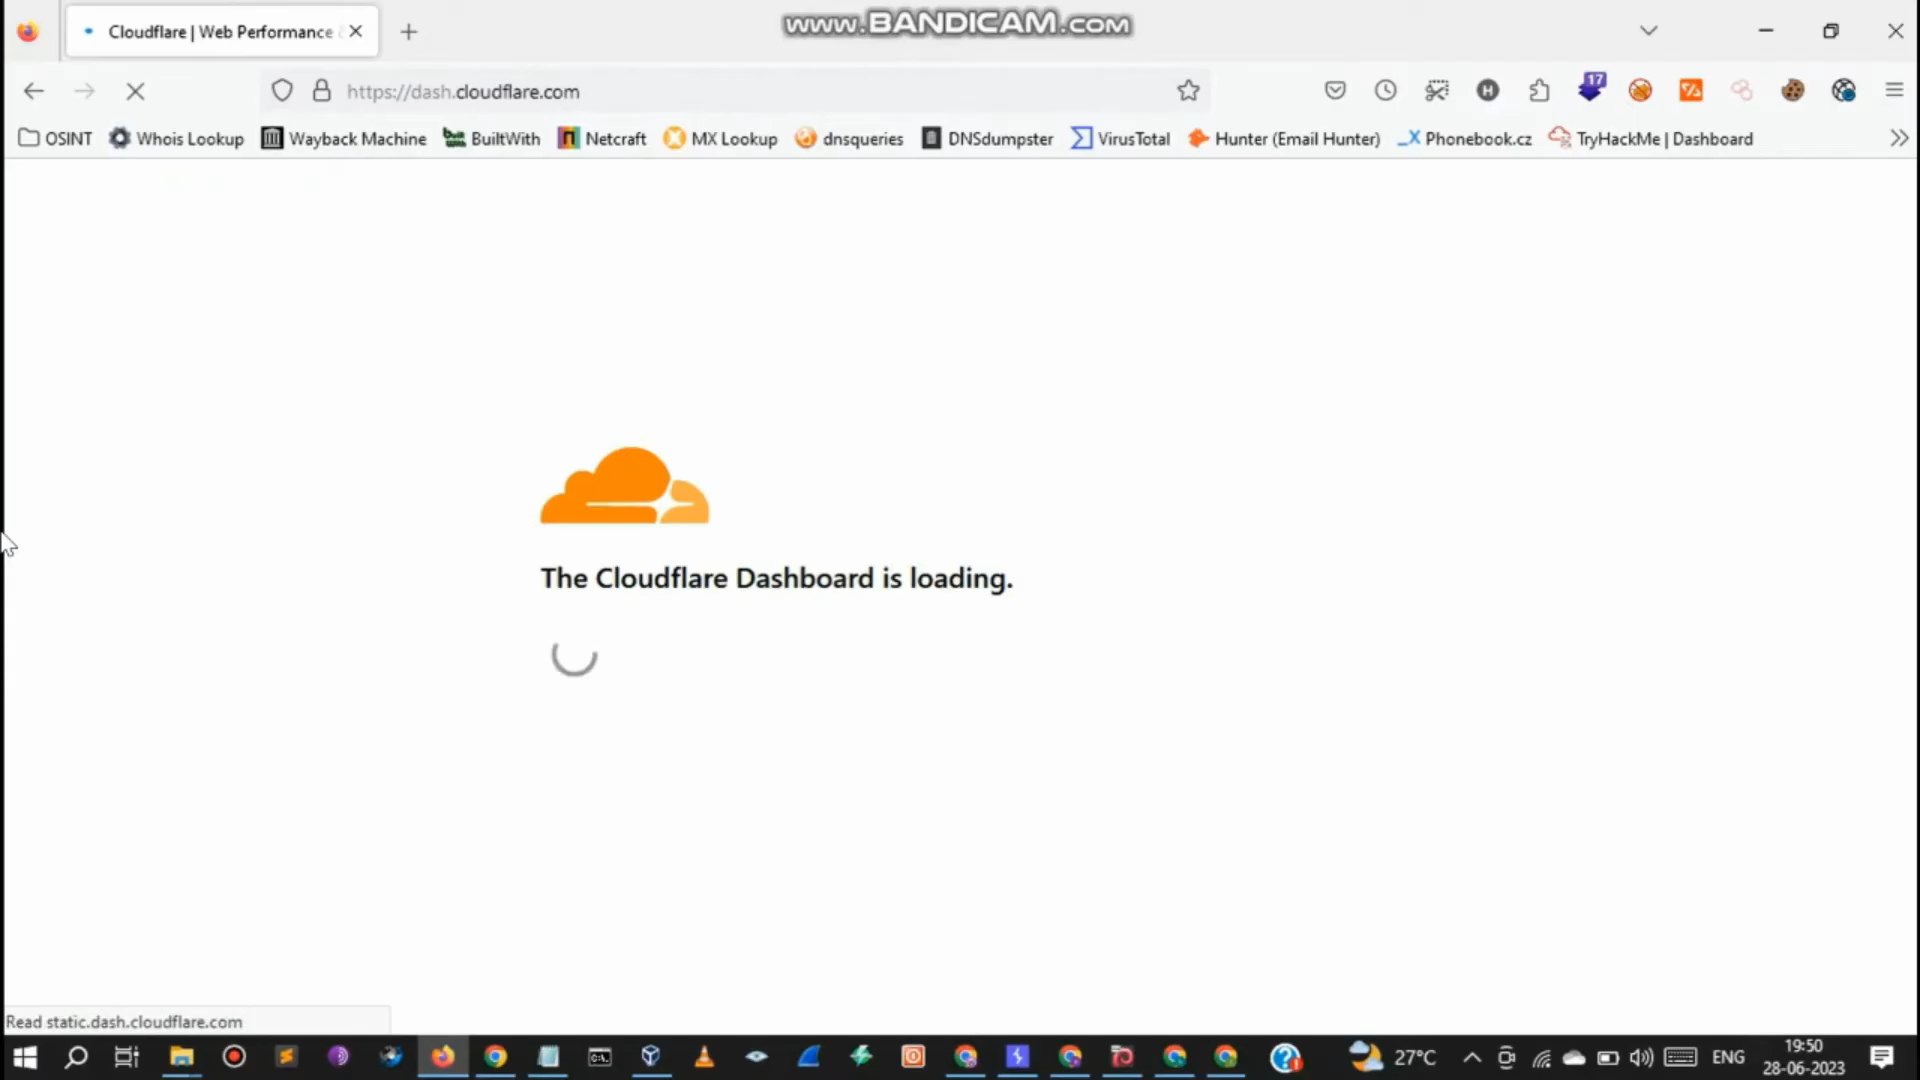 Cloudflare | Web Performance
www.BANDICAM.com
https://dash.cloudflare.com
17
OSINT Whois Lookup Wayback Machine BuiltWith Netcraft MX Lookup dnsqueries DNSdumpster VirusTotal Hunter (Email Hunter) Phonebook.cz TryHackMe | Dashboard
The Cloudflare Dashboard is loading.
Read static.dash.cloudflare.com
27°C ENG 19:50
28-06-2023